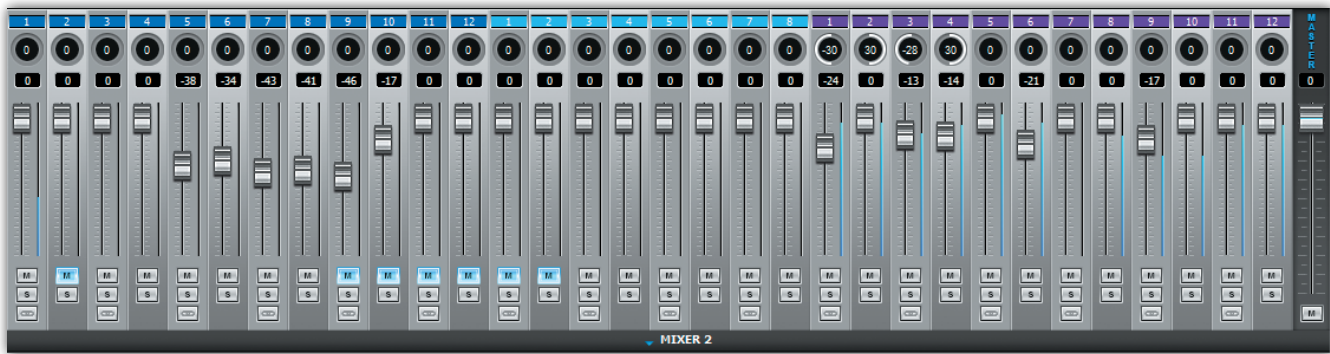 1 2 3 4 5 6 7 8 9 10 11 12 1 2 3 4 5 6 7 8 1 2 3 4 5 6 7 8 9 10 11 12 MASTER
0 0 0 0 0 0 0 0 0 0 0 0 0 0 0 0 0 0 0 0 -30 30 -28 30 0 0 0 0 0 0 0 0
0 0 0 0 -38 -34 -43 -41 -46 -17 0 0 0 0 0 0 0 0 0 0 -24 0 -13 -14 0 -21 0 0 -17 0 0 0 0
M M M M M M M M M M M M M M M M M M M M M M M M M M M M M M M M
S S S S S S S S S S S S S S S S S S S S S S S S S S S S S S S S
M
MIXER 2